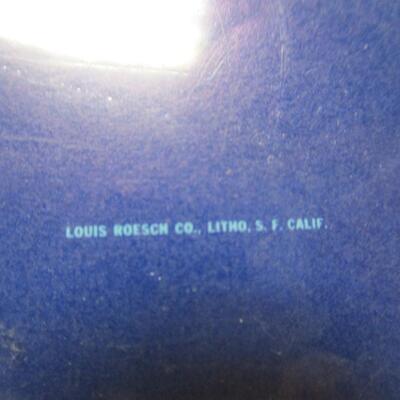 LOUIS ROESCH CO., LITHO, S. F. CALIF.